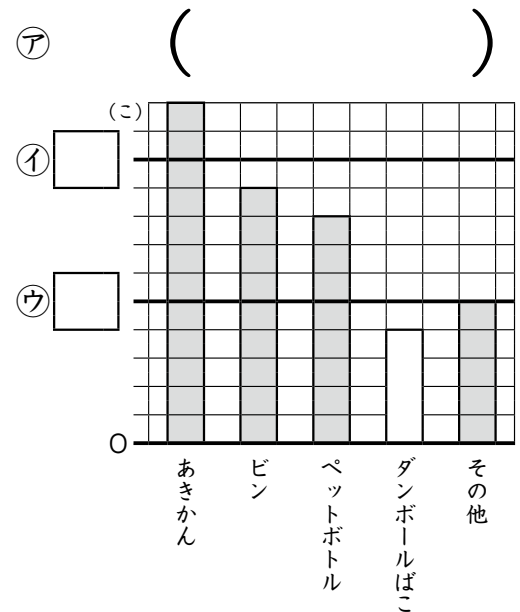 ㋐ ( )
(こ)
㋑
㋒
0
あきかん
ビン
ペットボトル
ダンボールばこ
その他